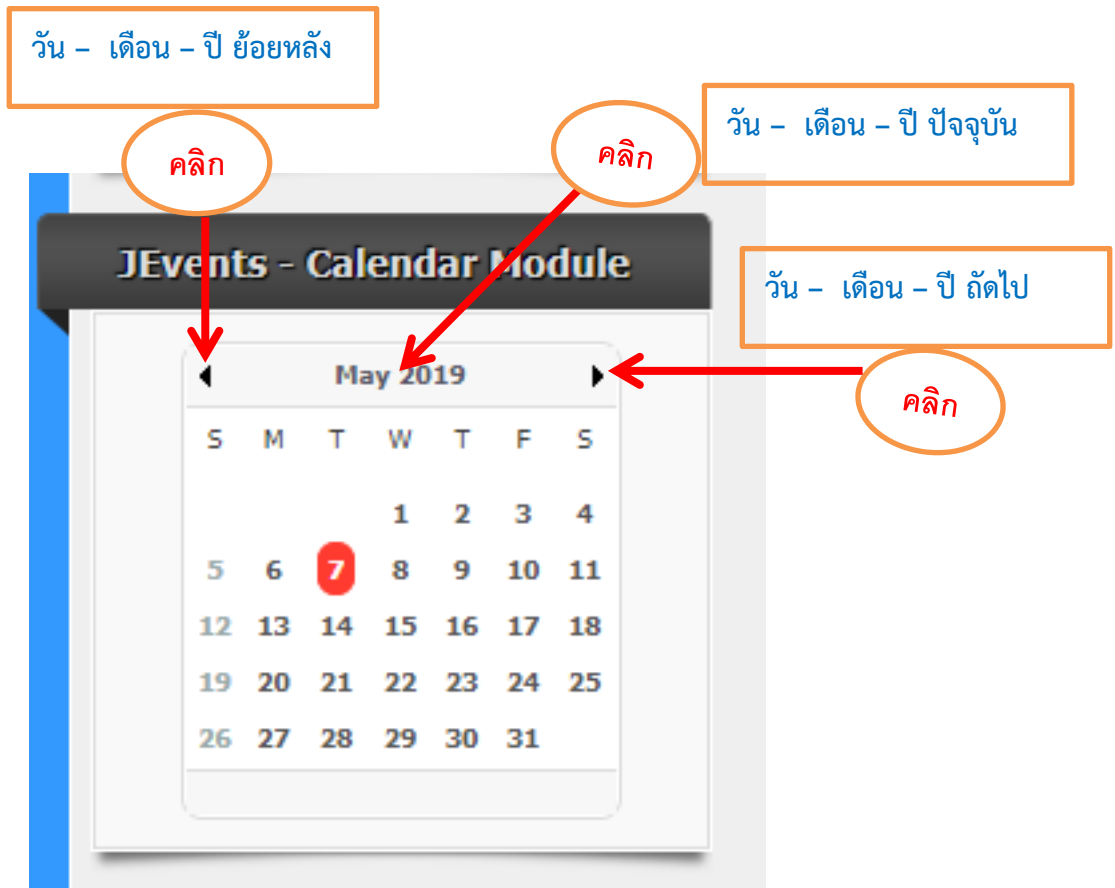 วัน – เดือน – ปี ย้อยหลัง
วัน – เดือน – ปี ปัจจุบัน
คลิก
คลิก
JEvents - Calendar Module
วัน – เดือน – ปี ถัดไป
May 2019
คลิก
S M T W T F S
1 2 3 4
5 6 7 8 9 10 11
12 13 14 15 16 17 18
19 20 21 22 23 24 25
26 27 28 29 30 31